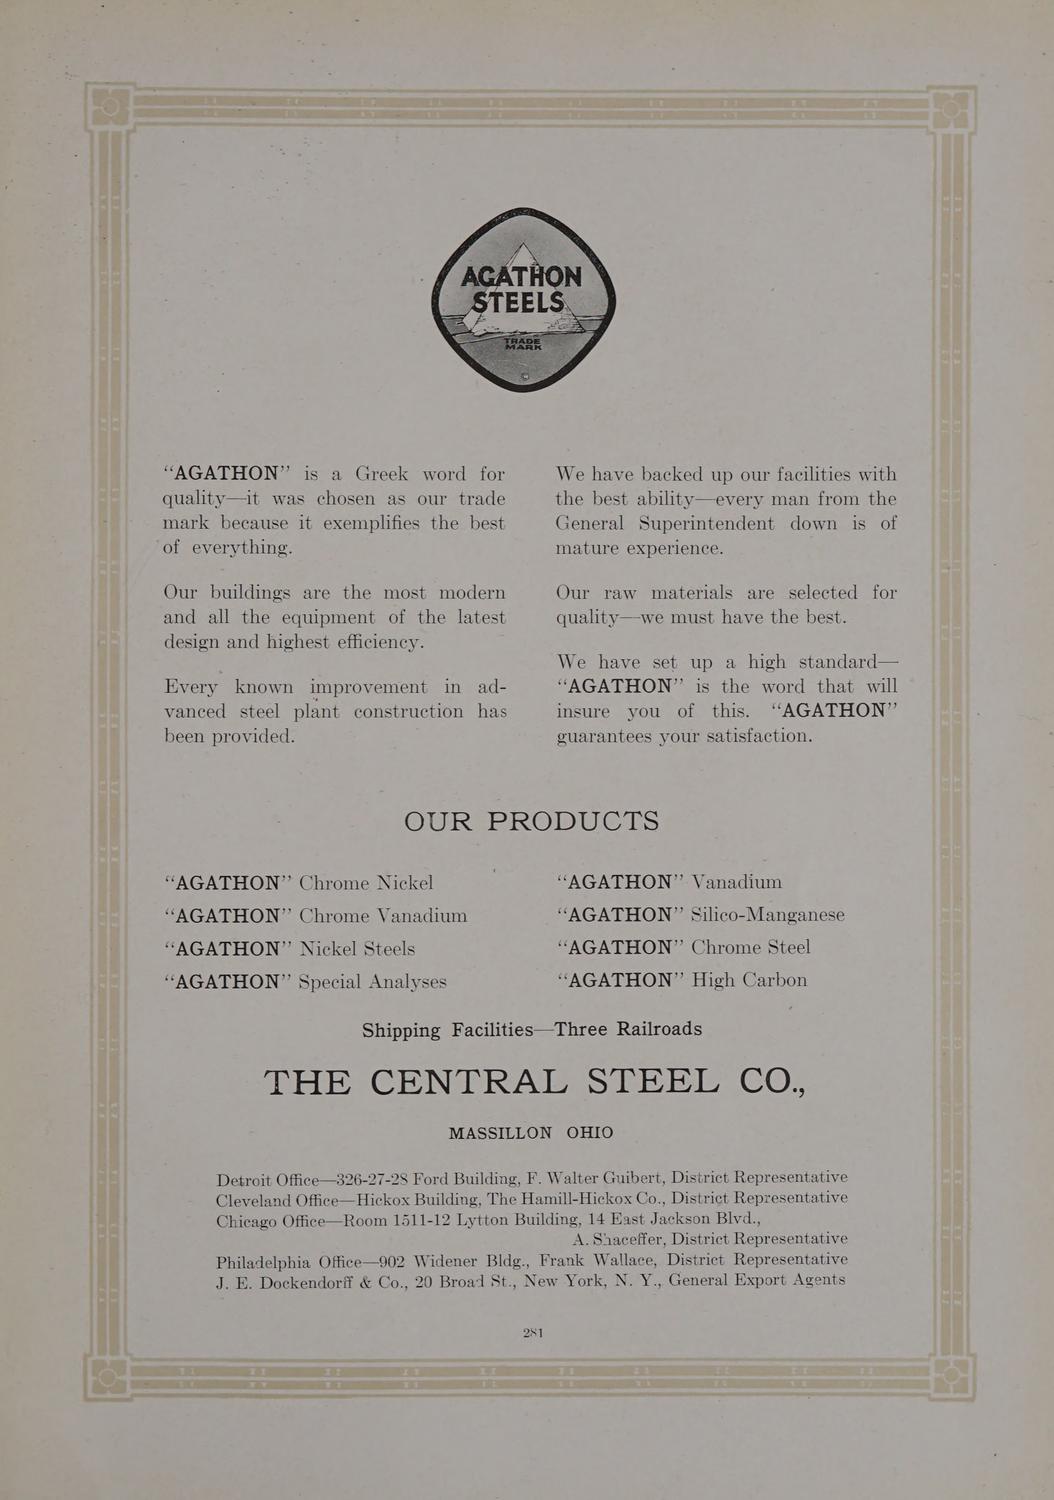 AGATHON
STEELS
TRADE
MARK
“AGATHON” is a Greek word for
quality—it was chosen as our trade
mark because it exemplifies the best
of everything.
Our buildings are the most modern
and all the equipment of the latest
design and highest efficiency.
Every known improvement in ad-
vanced steel plant construction has
been provided.
We have backed up our facilities with
the best ability—every man from the
General Superintendent down is of
mature experience.
Our raw materials are selected for
quality—we must have the best.
We have set up a high standard—
“AGATHON” is the word that will
insure you of this. “AGATHON”
guarantees your satisfaction.
OUR PRODUCTS
“AGATHON” Chrome Nickel
“AGATHON” Chrome Vanadium
“AGATHON” Nickel Steels
“AGATHON” Special Analyses
“AGATHON” Vanadium
“AGATHON” Silico-Manganese
“AGATHON” Chrome Steel
“AGATHON” High Carbon
Shipping Facilities—Three Railroads
THE CENTRAL STEEL CO.,
MASSILLON OHIO
Detroit Office—326-27-28 Ford Building, F. Walter Guibert, District Representative
Cleveland Office—Hickox Building, The Hamill-Hickox Co., District Representative
Chicago Office—Room 1511-12 Lytton Building, 14 East Jackson Blvd.,
A. Shaeffer, District Representative
Philadelphia Office—902 Widener Bldg., Frank Wallace, District Representative
J. E. Dockendorff & Co., 20 Broad St., New York, N. Y., General Export Agents
281